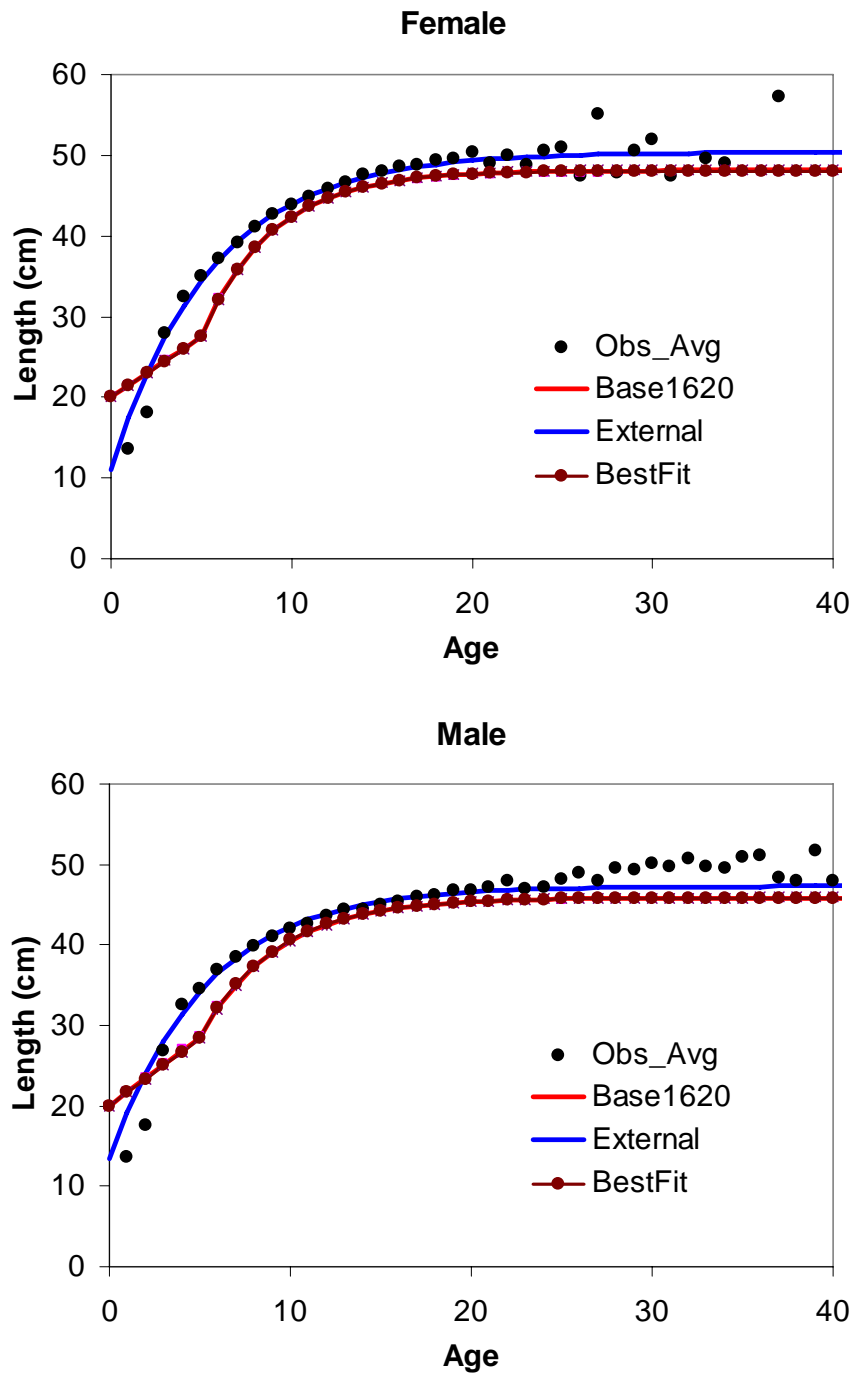 Female
60
50
40
30
20
10
0
Length (cm)
Obs_Avg
Base1620
External
BestFit
0 10 20 30 40
Age
Male
60
50
40
30
20
10
0
Length (cm)
Obs_Avg
Base1620
External
BestFit
0 10 20 30 40
Age